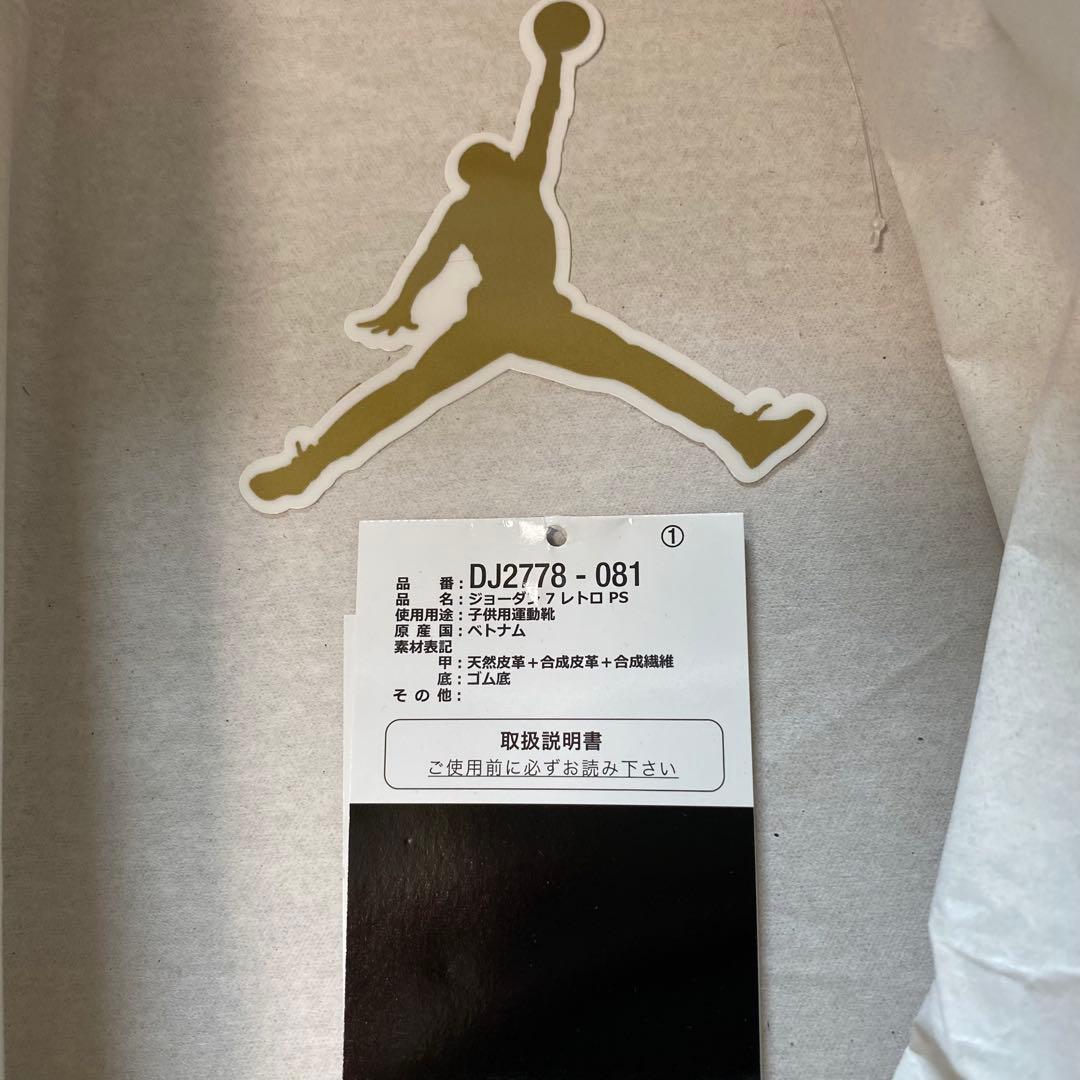 ①
品 番 : DJ2778 - 081
品 名 : ジョーダン 7 レトロ PS
使用用途 : 子供用運動靴
原 産 国 : ベトナム
素材表記
甲 : 天然皮革＋合成皮革＋合成繊維
底 : ゴム底
そ の 他 :
取扱説明書
ご使用前に必ずお読み下さい